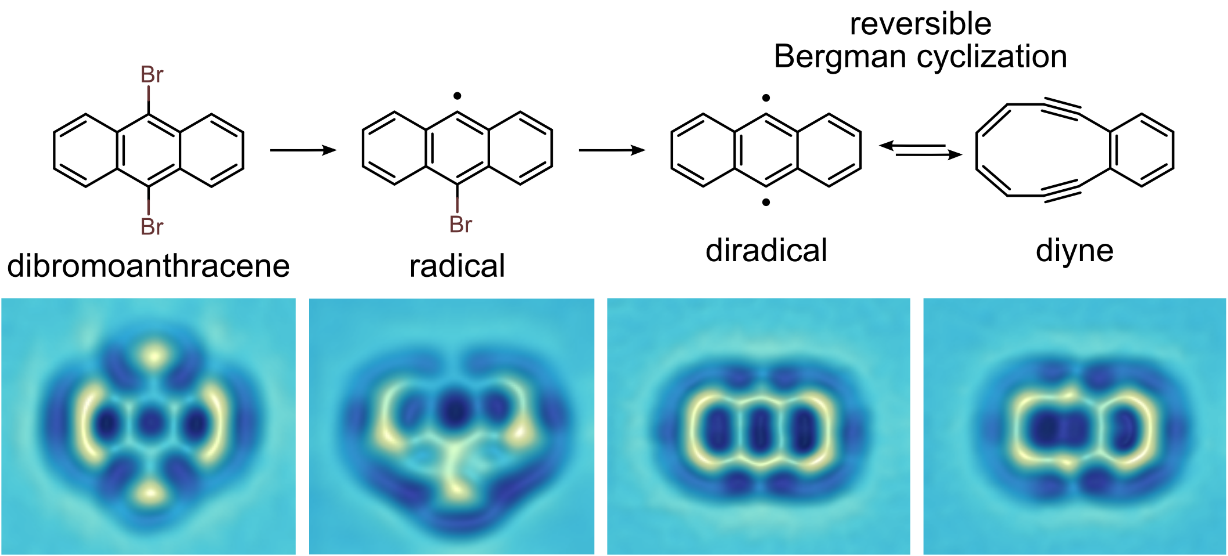 reversible
Bergman cyclization
Br
Br
Br
dibromoanthracene
radical
diradical
diyne